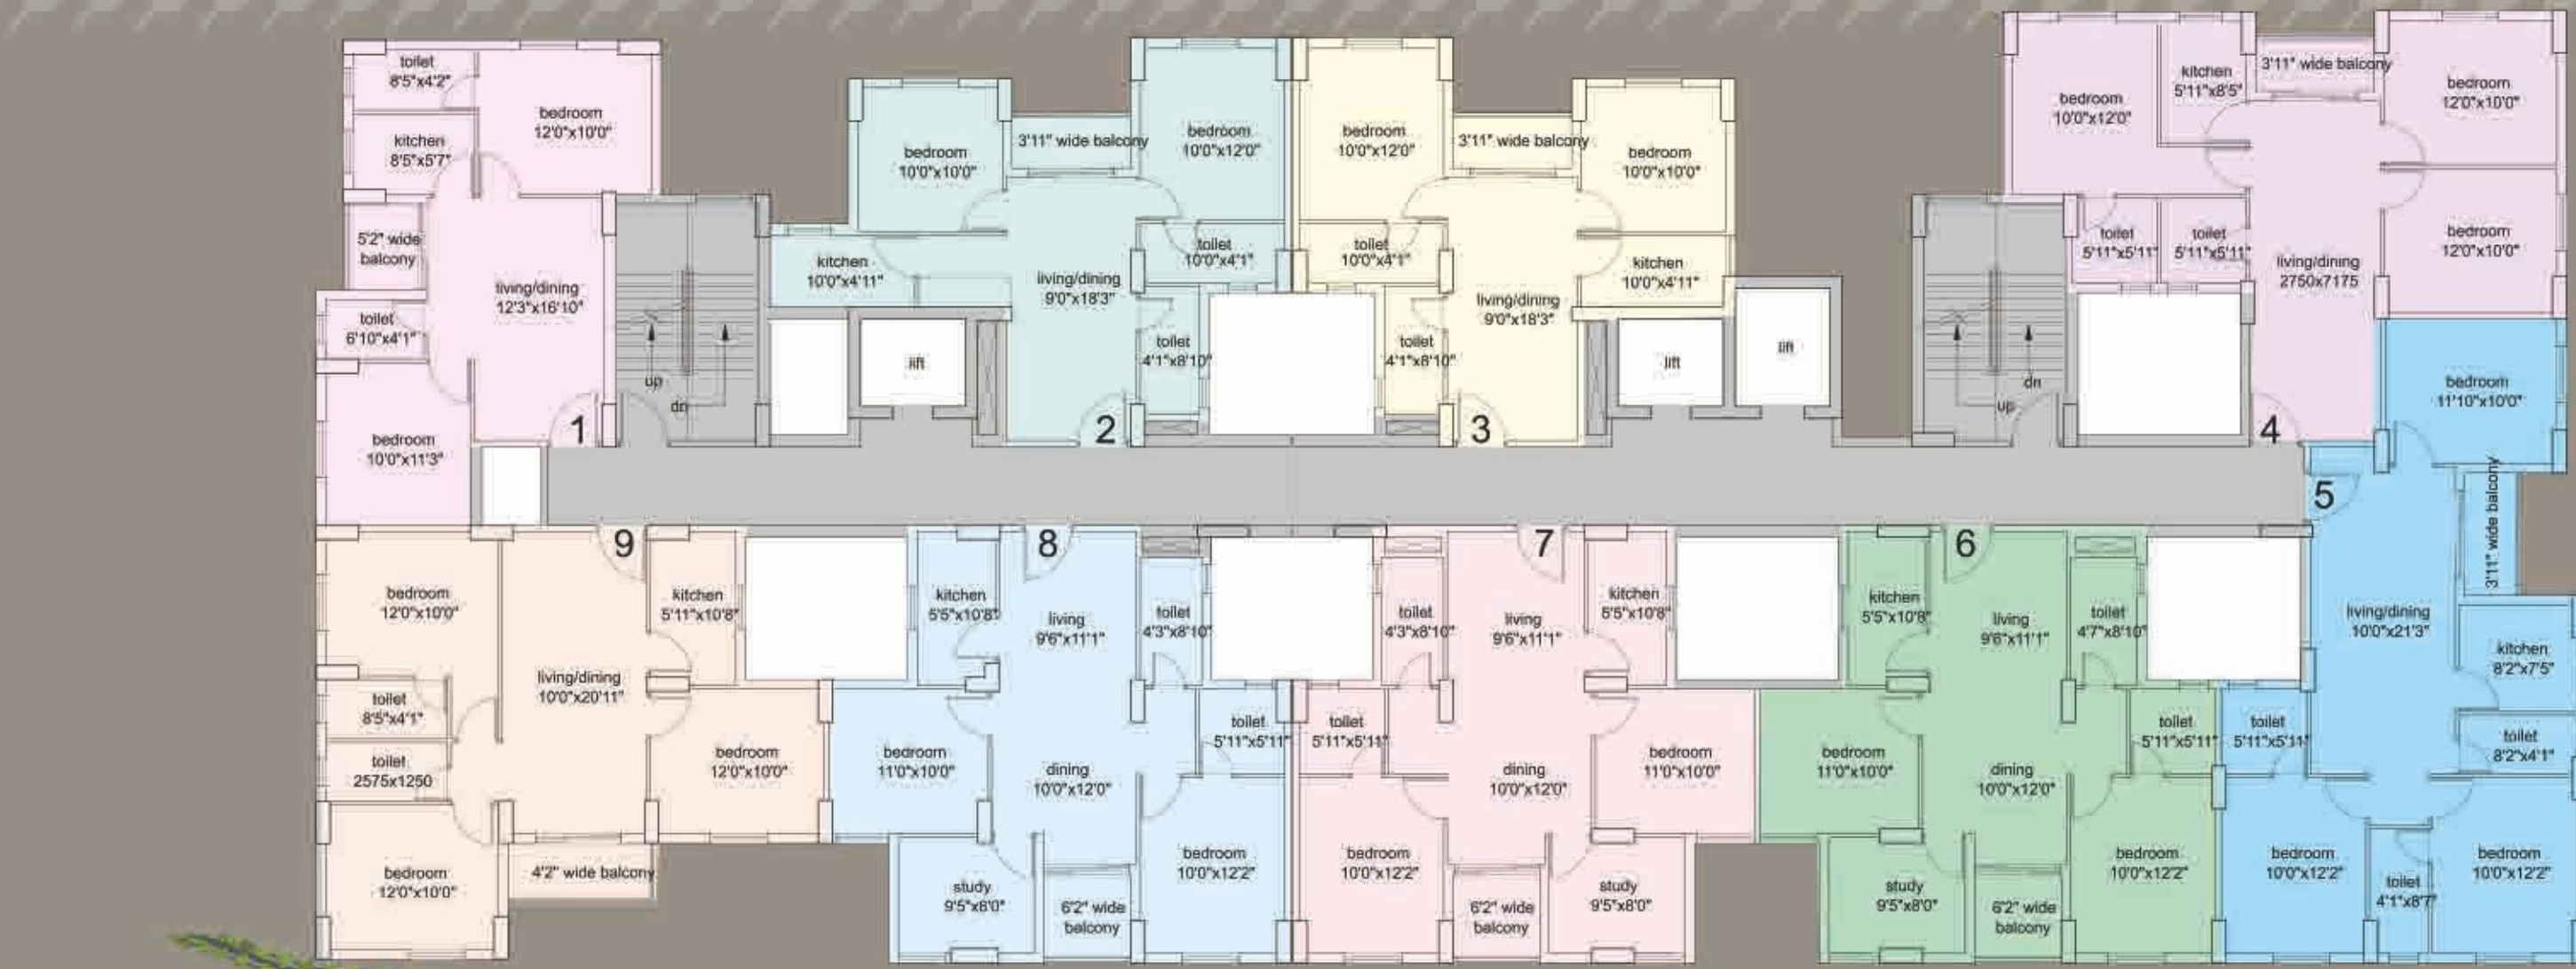 toilet
8'5"x4'2"
bedroom
12'0"x10'0"
kitchen
8'5"x5'7"
5'2" wide
balcony
living/dining
12'3"x16'10"
toilet
6'10"x4'1"
bedroom
10'0"x11'3"
1
up
dn
bedroom
10'0"x10'0"
3'11" wide balcony
bedroom
10'0"x12'0"
kitchen
10'0"x4'11"
living/dining
9'0"x18'3"
toilet
10'0"x4'1"
toilet
4'1"x8'10"
lift
2
bedroom
10'0"x12'0"
3'11" wide balcony
bedroom
10'0"x10'0"
toilet
10'0"x4'1"
kitchen
10'0"x4'11"
living/dining
9'0"x18'3"
toilet
4'1"x8'10"
3
lift
lift
bedroom
10'0"x12'0"
kitchen
5'11"x8'5"
3'11" wide balcony
bedroom
12'0"x10'0"
toilet
5'11"x5'11"
toilet
5'11"x5'11"
living/dining
2750x7175
bedroom
12'0"x10'0"
up
dn
4
bedroom
11'10"x10'0"
5
3'11" wide balcony
living/dining
10'0"x21'3"
kitchen
8'2"x7'5"
toilet
8'2"x4'1"
toilet
5'11"x5'11"
bedroom
10'0"x12'2"
toilet
4'1"x8'7"
bedroom
10'0"x12'2"
9
bedroom
12'0"x10'0"
kitchen
5'11"x10'8"
living/dining
10'0"x20'11"
toilet
8'5"x4'1"
toilet
2575x1250
bedroom
12'0"x10'0"
bedroom
12'0"x10'0"
4'2" wide balcony
8
kitchen
5'5"x10'8"
living
9'6"x11'1"
toilet
4'3"x8'10"
bedroom
11'0"x10'0"
dining
10'0"x12'0"
toilet
5'11"x5'11"
study
9'5"x8'0"
6'2" wide
balcony
bedroom
10'0"x12'2"
7
toilet
4'3"x8'10"
living
9'6"x11'1"
kitchen
5'5"x10'8"
toilet
5'11"x5'11"
dining
10'0"x12'0"
bedroom
11'0"x10'0"
bedroom
10'0"x12'2"
6'2" wide
balcony
study
9'5"x8'0"
6
kitchen
5'5"x10'8"
living
9'6"x11'1"
toilet
4'7"x8'10"
bedroom
11'0"x10'0"
dining
10'0"x12'0"
toilet
5'11"x5'11"
study
9'5"x8'0"
6'2" wide
balcony
bedroom
10'0"x12'2"